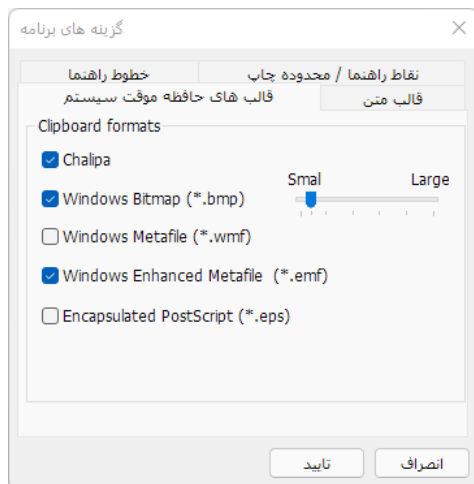 گزینه های برنامه
نقاط راهنما / محدوده چاپ
خطوط راهنما
قالب متن
قالب های حافظه موقت سیستم
Clipboard formats
Chalipa
Smal Large
Windows Bitmap (*.bmp)
Windows Metafile (*.wmf)
Windows Enhanced Metafile (*.emf)
Encapsulated PostScript (*.eps)
انصراف
تایید